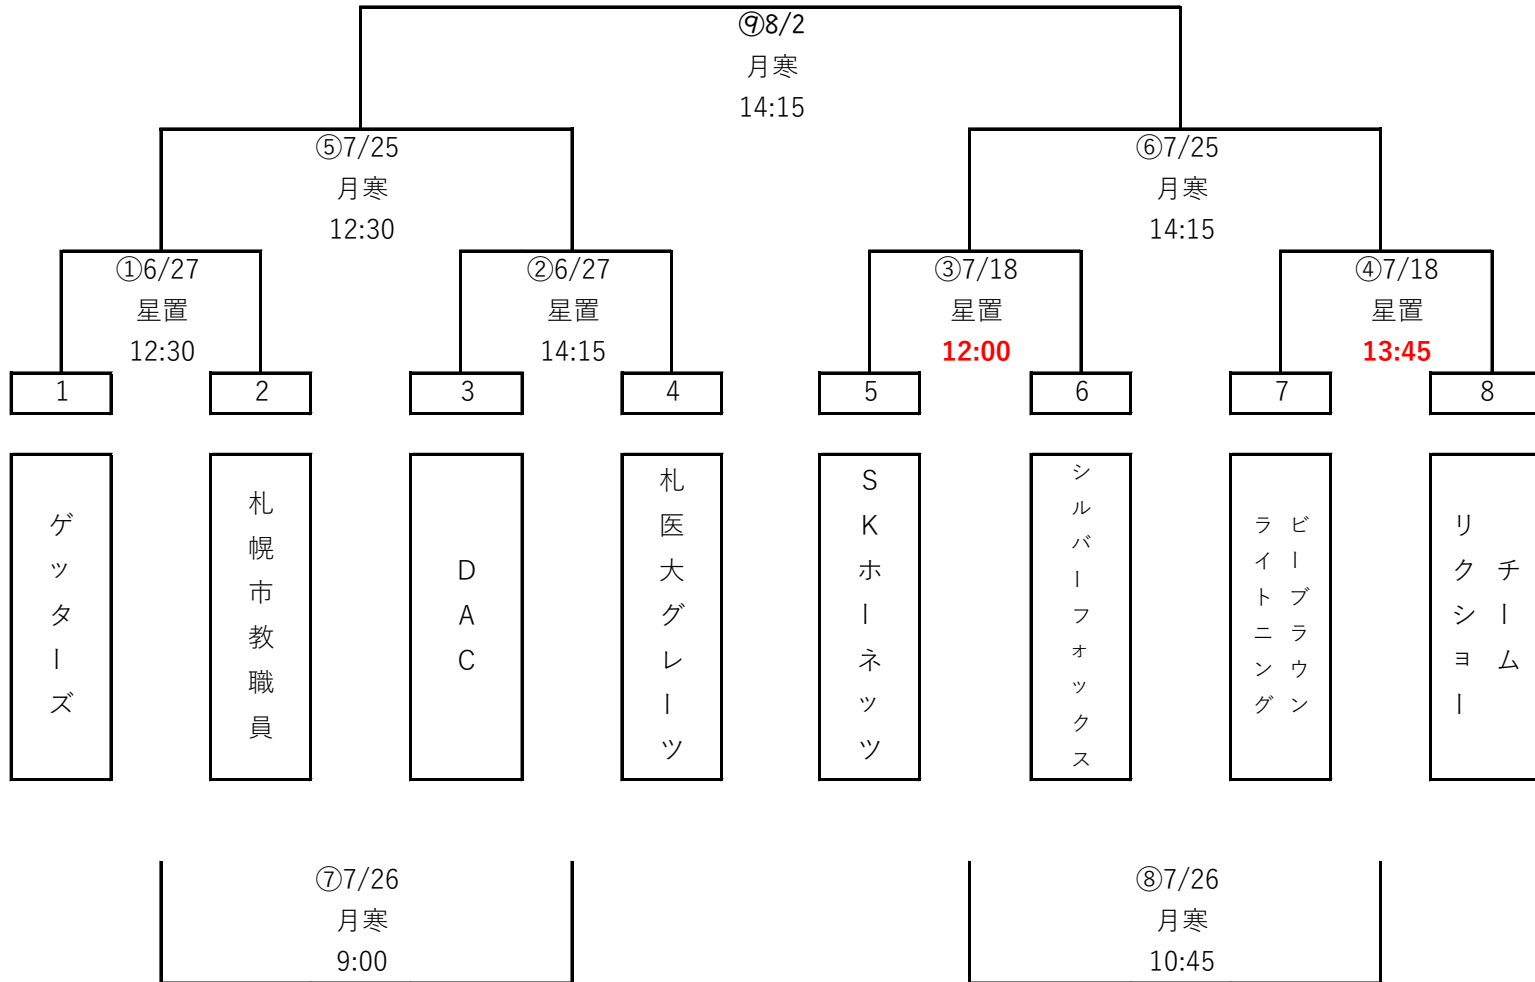 ⑨8/2
月寒
14:15
⑤7/25
月寒
12:30
⑥7/25
月寒
14:15
①6/27
星置
12:30
②6/27
星置
14:15
③7/18
星置
12:00
④7/18
星置
13:45
1
2
3
4
5
6
7
8
ゲッターズ
札幌市教職員
DAC
札医大グレーツ
SKホーネッツ
シルバーフォックス
ビーブラウン
ライトニング
チーム
リクショー
⑦7/26
月寒
9:00
⑧7/26
月寒
10:45